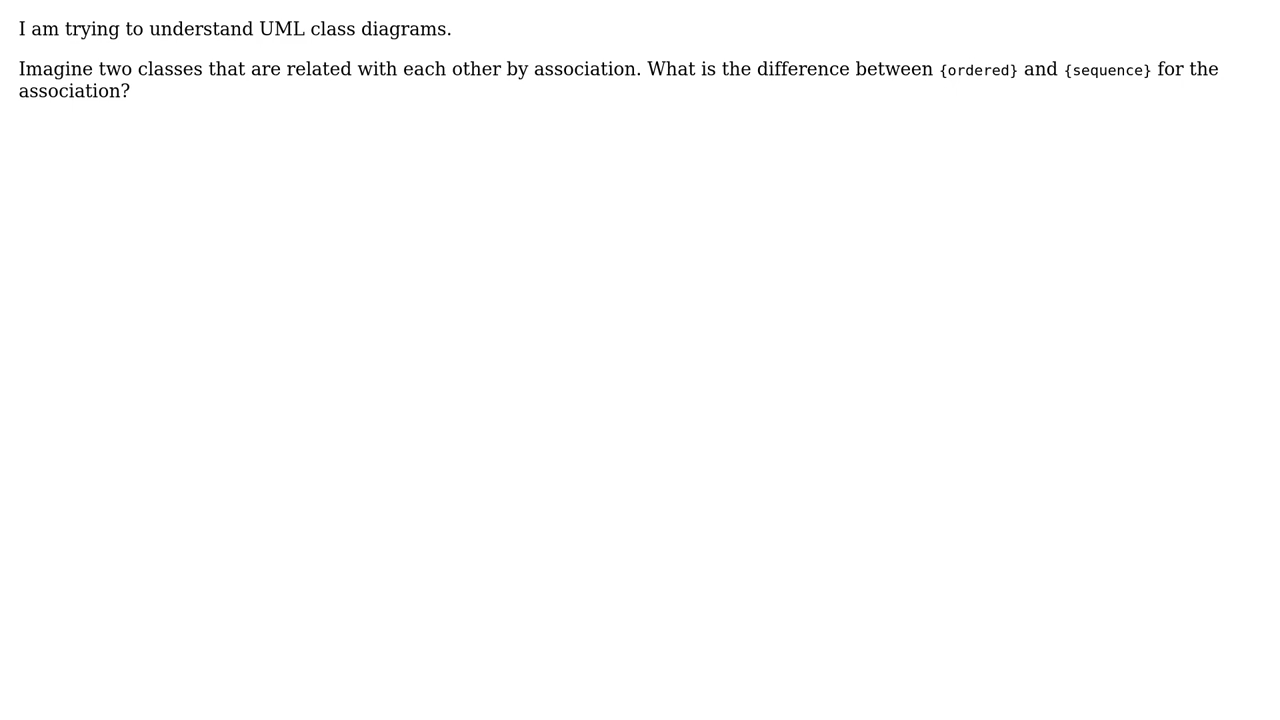 I am trying to understand UML class diagrams.
Imagine two classes that are related with each other by association. What is the difference between {ordered} and {sequence} for the
association?